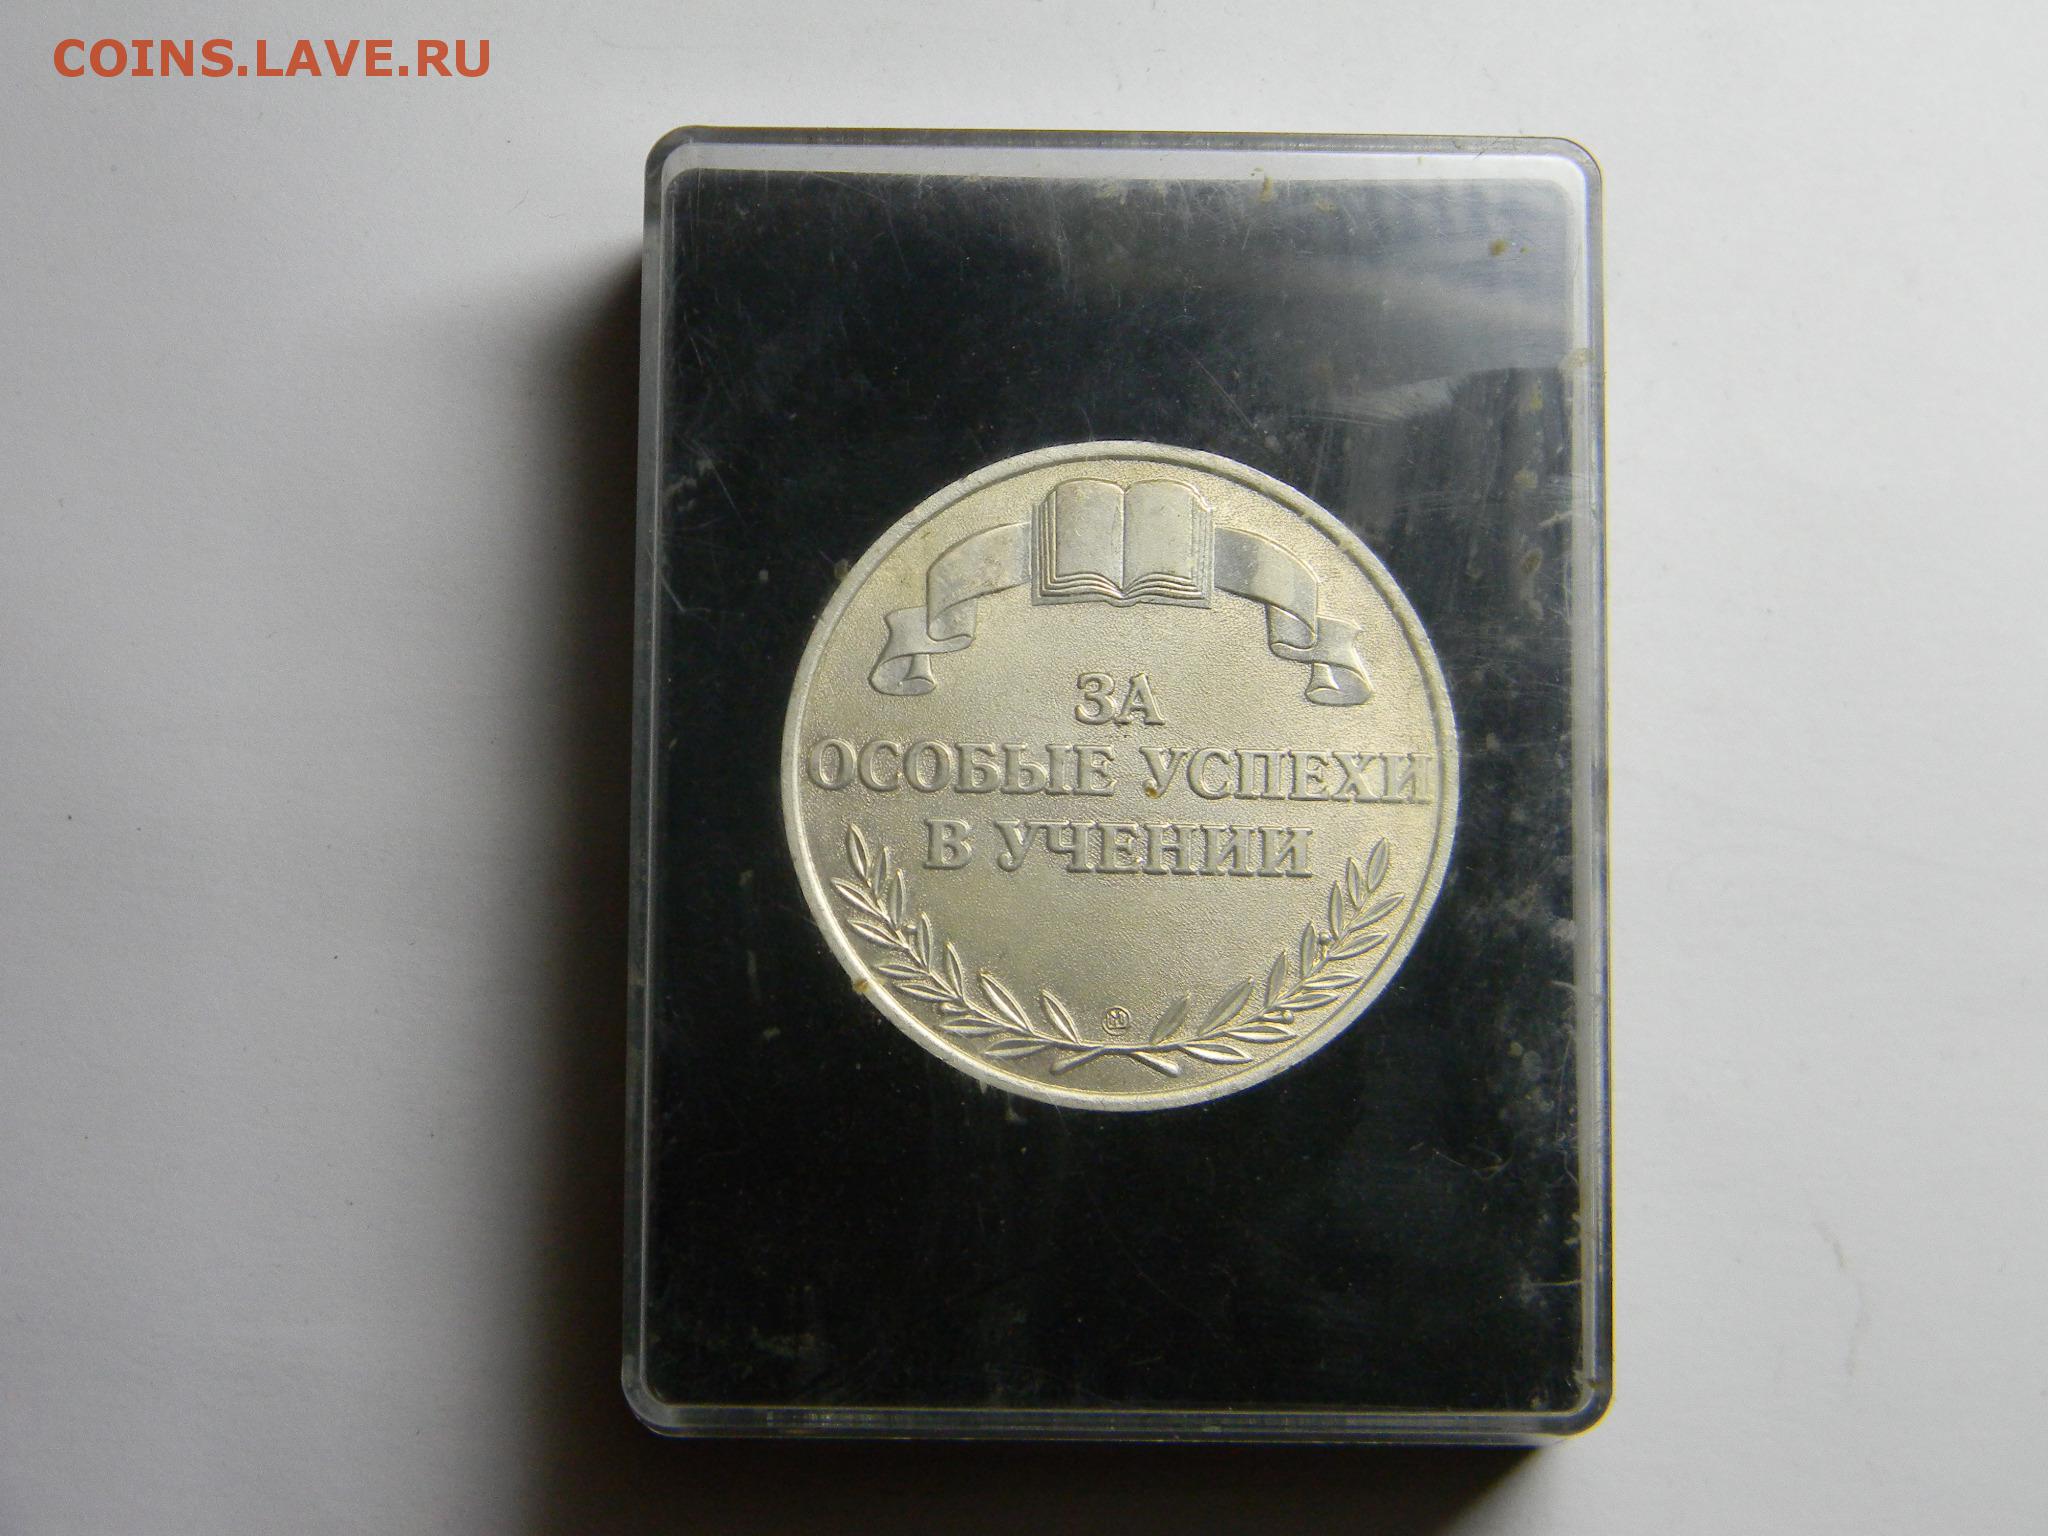 COINS.LAVE.RU
ЗА
ОСОБЫЕ УСПЕХИ
В УЧЕНИИ